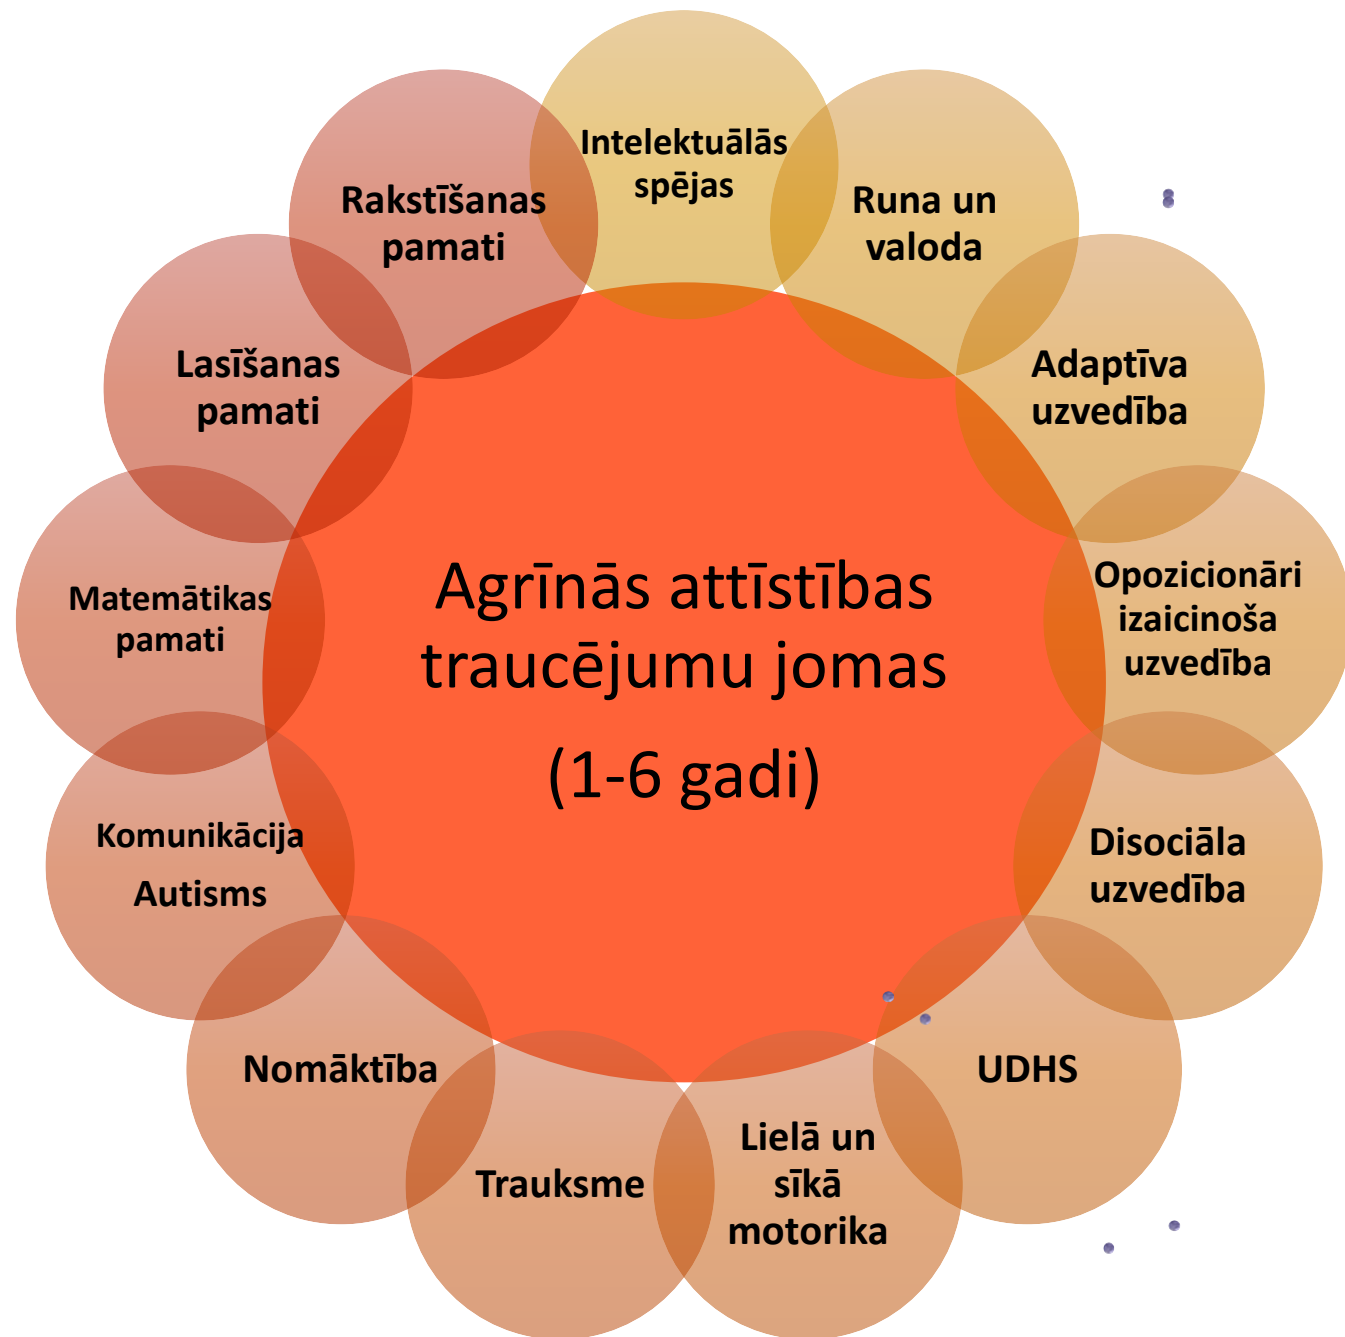 Intelektuālās
spējas
Runa un
valoda
Adaptīva
uzvedība
Opozicionāri
izaicinoša
uzvedība
Disociāla
uzvedība
UDHS
Lielā un
sīkā
motorika
Trauksme
Nomāktība
Komunikācija
Autisms
Matemātikas
pamati
Lasīšanas
pamati
Rakstīšanas
pamati
Agrīnās attīstības
traucējumu jomas
(1-6 gadi)